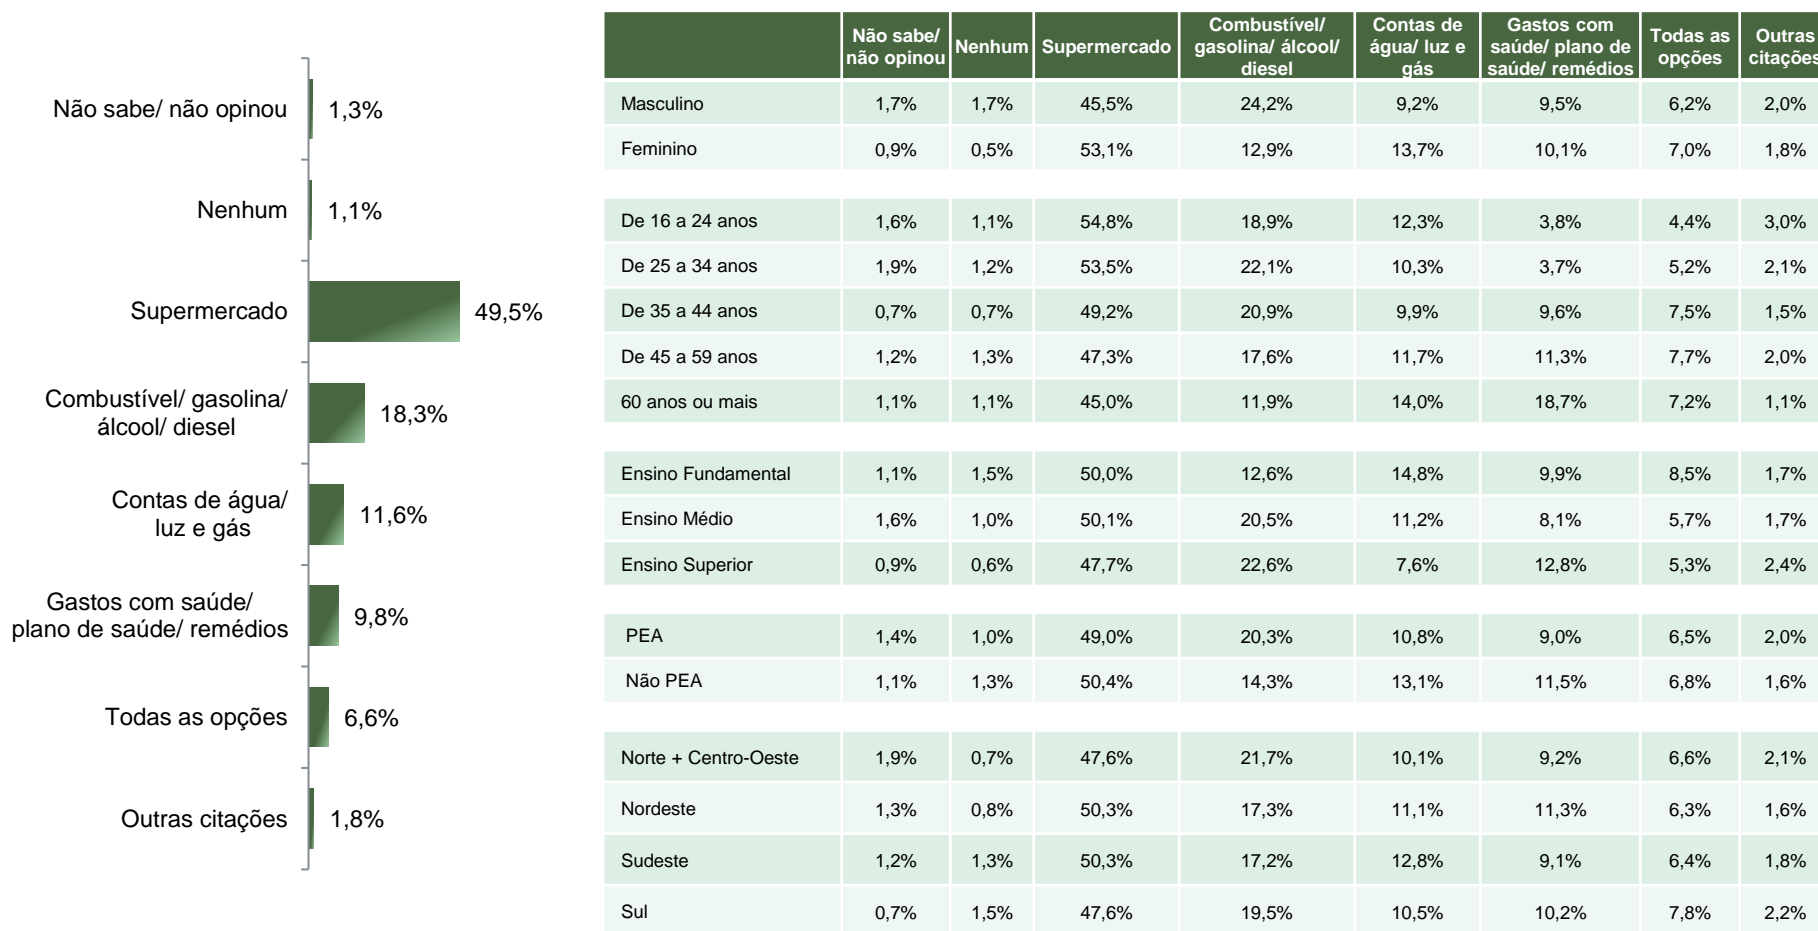 Não sabe/ não opinou
1,3%
Nenhum
1,1%
Supermercado
49,5%
Combustível/ gasolina/
álcool/ diesel
18,3%
Contas de água/
luz e gás
11,6%
Gastos com saúde/
plano de saúde/ remédios
9,8%
Todas as opções
6,6%
Outras citações
1,8%
Não sabe/ não opinou Nenhum Supermercado Combustível/ gasolina/ álcool/ diesel Contas de água/ luz e gás Gastos com saúde/ plano de saúde/ remédios Todas as opções Outras citações
Masculino 1,7% 1,7% 45,5% 24,2% 9,2% 9,5% 6,2% 2,0%
Feminino 0,9% 0,5% 53,1% 12,9% 13,7% 10,1% 7,0% 1,8%
De 16 a 24 anos 1,6% 1,1% 54,8% 18,9% 12,3% 3,8% 4,4% 3,0%
De 25 a 34 anos 1,9% 1,2% 53,5% 22,1% 10,3% 3,7% 5,2% 2,1%
De 35 a 44 anos 0,7% 0,7% 49,2% 20,9% 9,9% 9,6% 7,5% 1,5%
De 45 a 59 anos 1,2% 1,3% 47,3% 17,6% 11,7% 11,3% 7,7% 2,0%
60 anos ou mais 1,1% 1,1% 45,0% 11,9% 14,0% 18,7% 7,2% 1,1%
Ensino Fundamental 1,1% 1,5% 50,0% 12,6% 14,8% 9,9% 8,5% 1,7%
Ensino Médio 1,6% 1,0% 50,1% 20,5% 11,2% 8,1% 5,7% 1,7%
Ensino Superior 0,9% 0,6% 47,7% 22,6% 7,6% 12,8% 5,3% 2,4%
PEA 1,4% 1,0% 49,0% 20,3% 10,8% 9,0% 6,5% 2,0%
Não PEA 1,1% 1,3% 50,4% 14,3% 13,1% 11,5% 6,8% 1,6%
Norte + Centro-Oeste 1,9% 0,7% 47,6% 21,7% 10,1% 9,2% 6,6% 2,1%
Nordeste 1,3% 0,8% 50,3% 17,3% 11,1% 11,3% 6,3% 1,6%
Sudeste 1,2% 1,3% 50,3% 17,2% 12,8% 9,1% 6,4% 1,8%
Sul 0,7% 1,5% 47,6% 19,5% 10,5% 10,2% 7,8% 2,2%